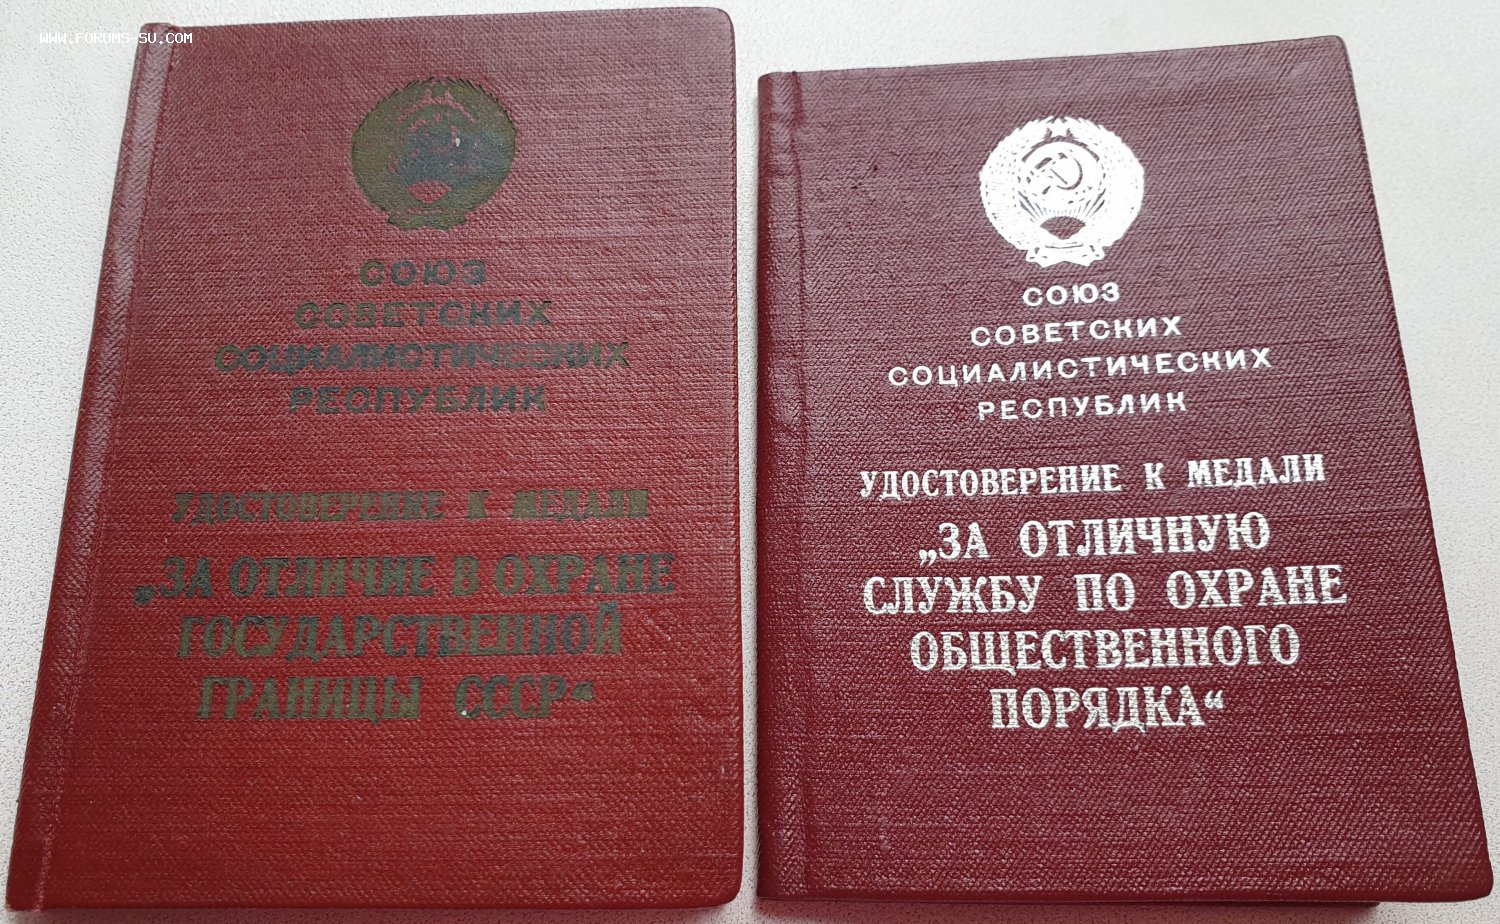 WWW.FORUMS-SU.COM
СОЮЗ
СОВЕТСКИХ
СОЦИАЛИСТИЧЕСКИХ
РЕСПУБЛИК
УДОСТОВЕРЕНИЕ К МЕДАЛИ
„ЗА ОТЛИЧИЕ В ОХРАНЕ
ГОСУДАРСТВЕННОЙ
ГРАНИЦЫ СССР“
СОЮЗ
СОВЕТСКИХ
СОЦИАЛИСТИЧЕСКИХ
РЕСПУБЛИК
УДОСТОВЕРЕНИЕ К МЕДАЛИ
„ЗА ОТЛИЧНУЮ
СЛУЖБУ ПО ОХРАНЕ
ОБЩЕСТВЕННОГО
ПОРЯДКА“